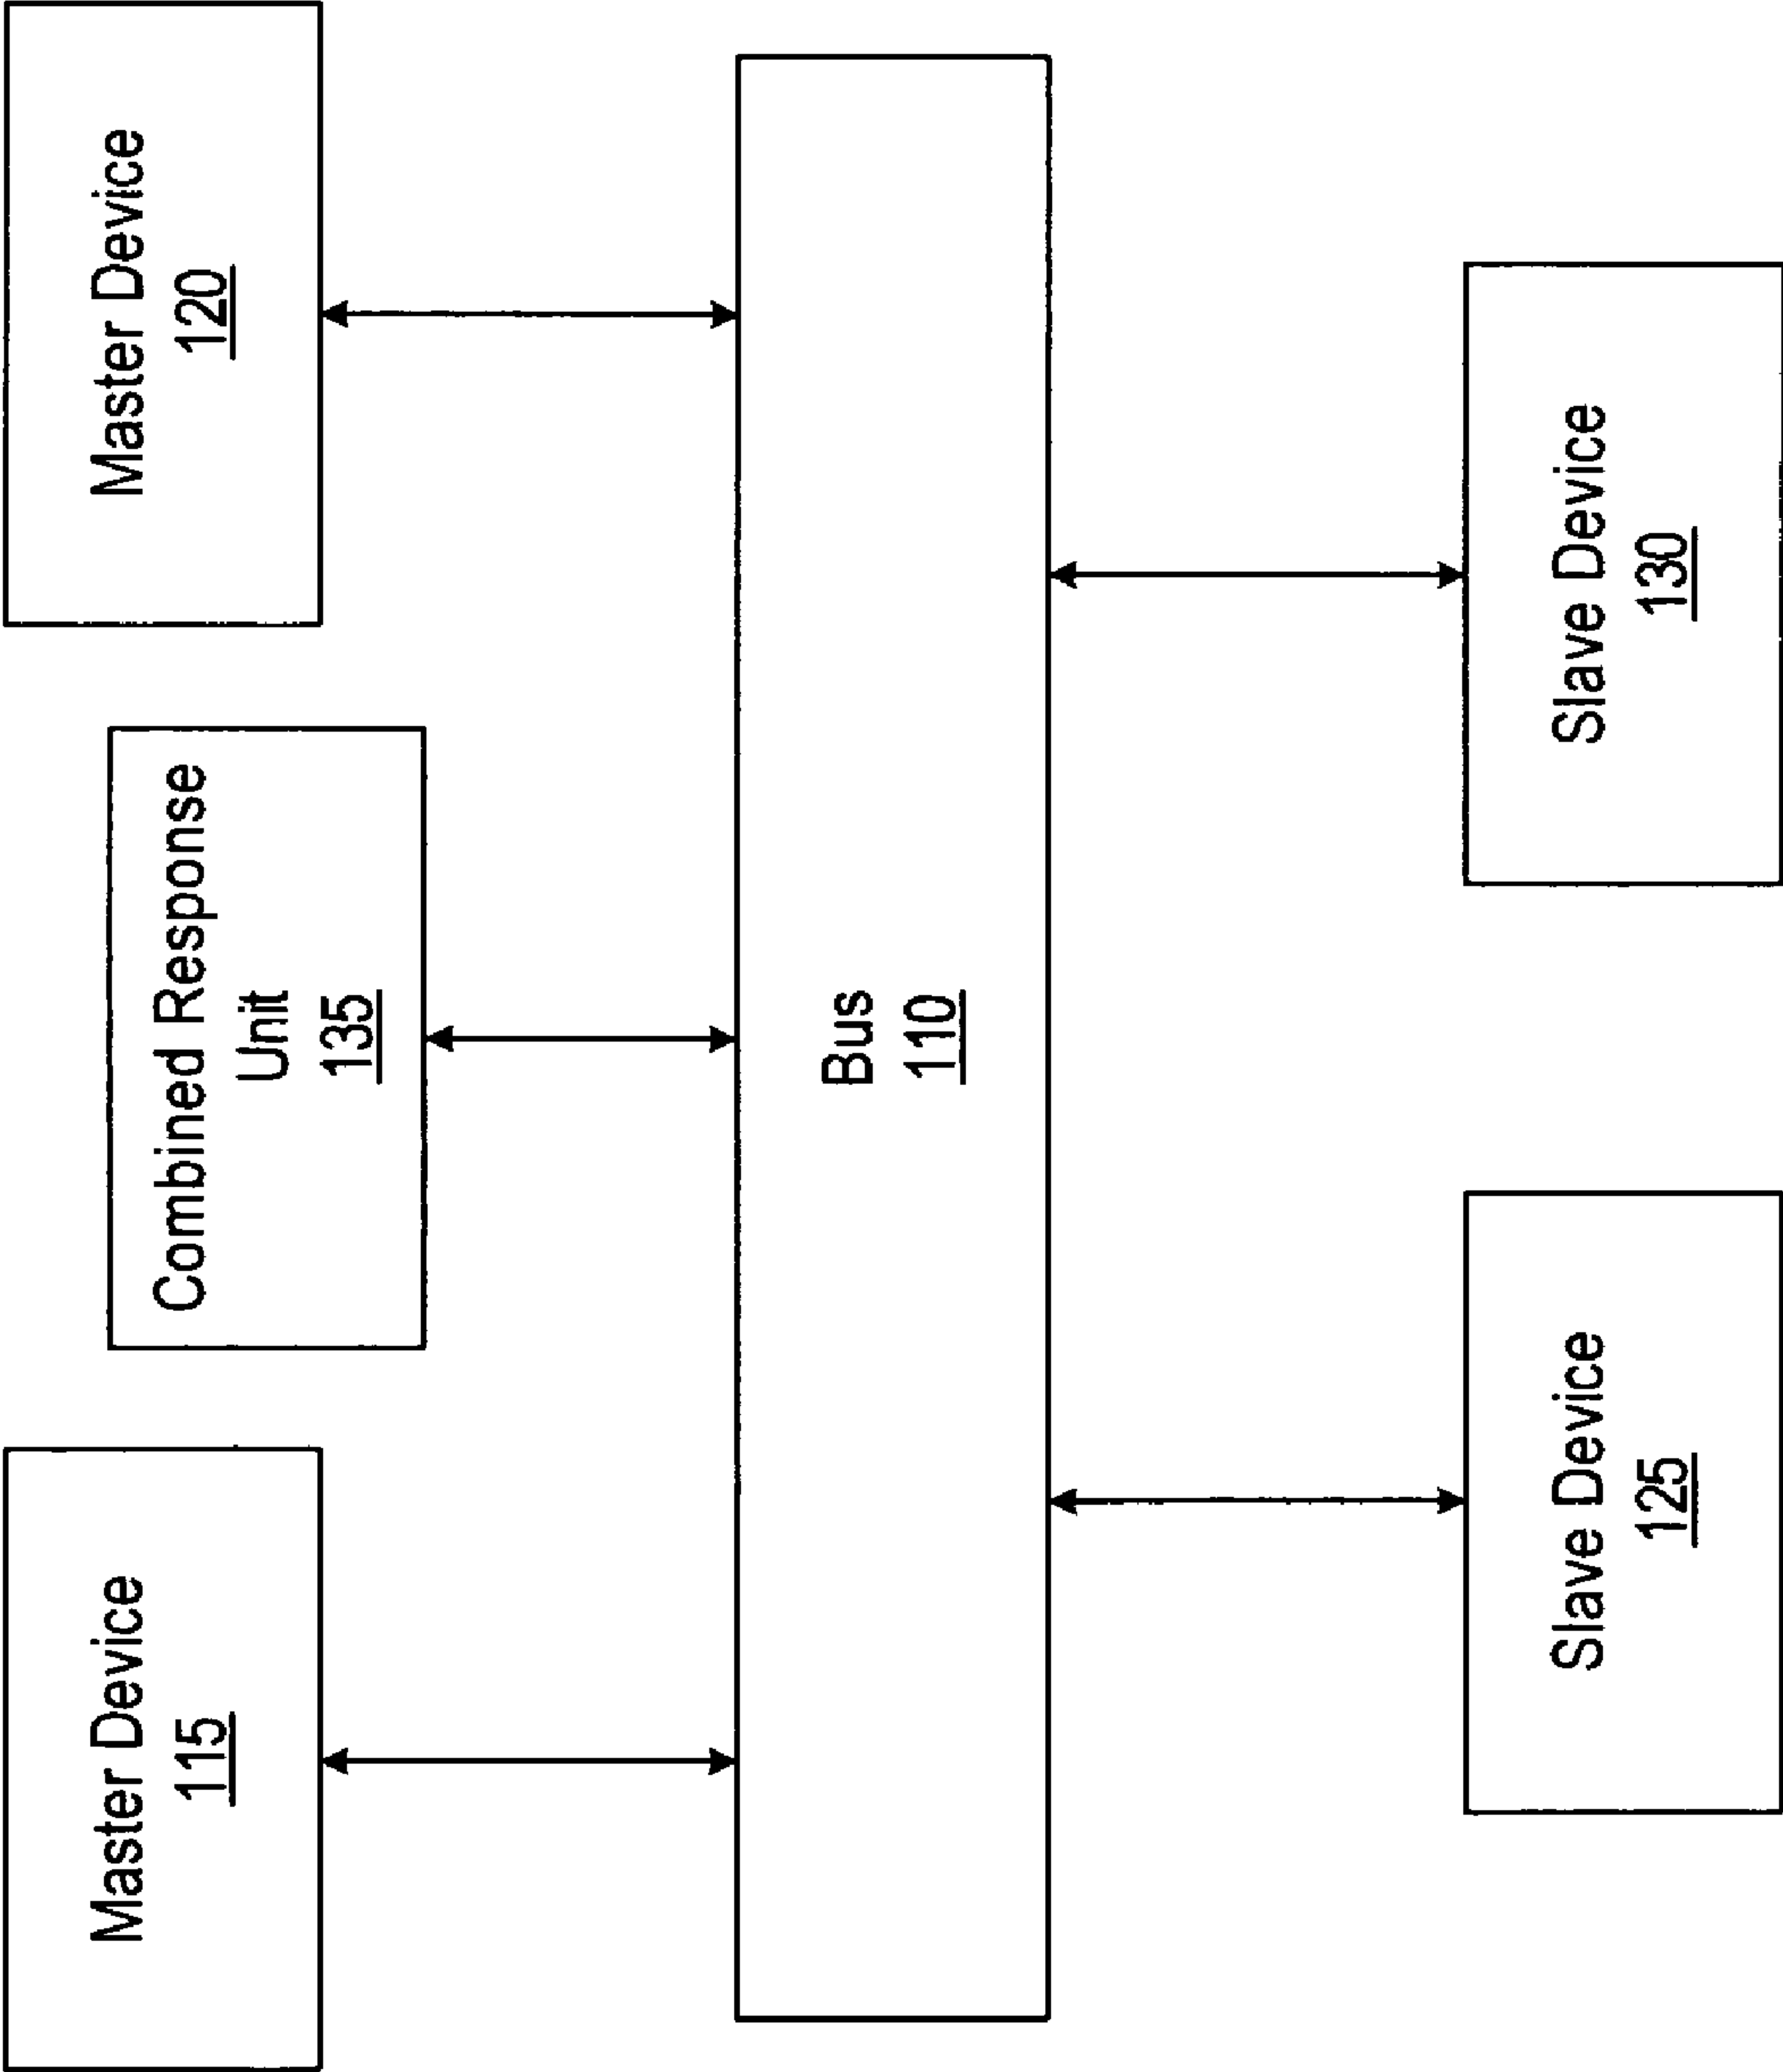 Master Device
115
Combined Response
Unit
135
Master Device
120
Bus
110
Slave Device
125
Slave Device
130